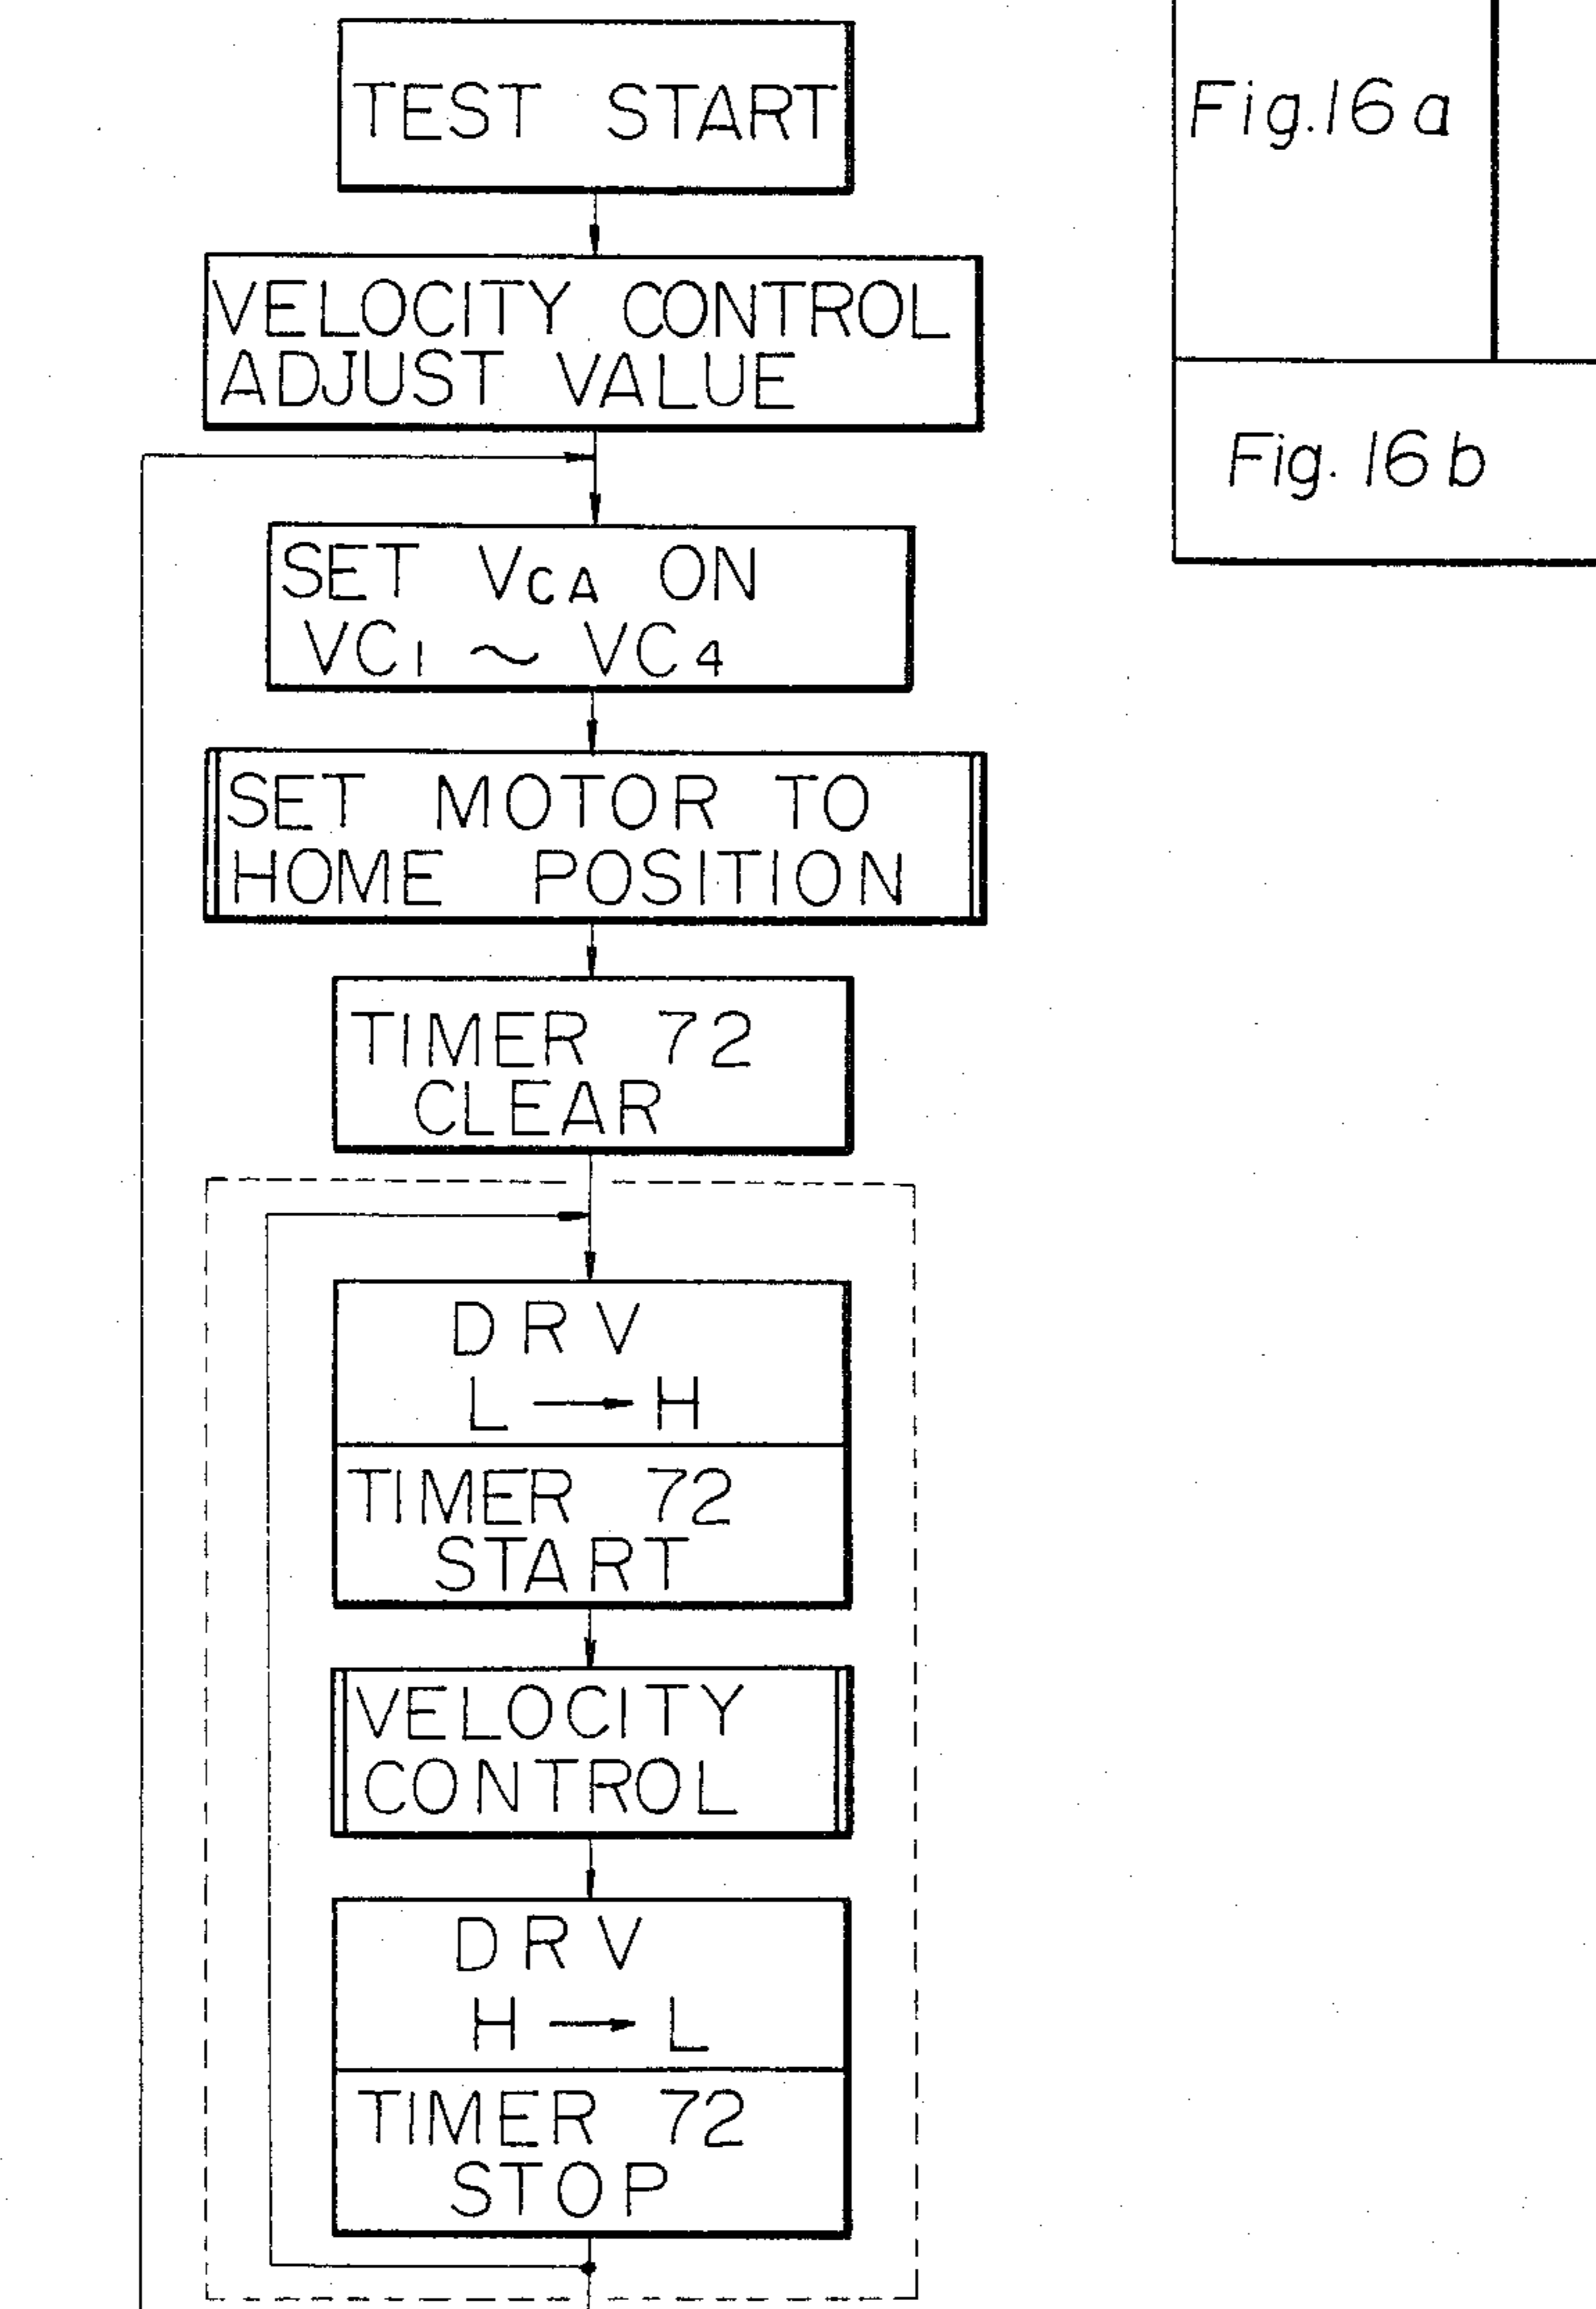 TEST START
VELOCITY CONTROL
ADJUST VALUE
SET VCA ON
VC1 ~ VC4
SET MOTOR TO
HOME POSITION
TIMER 72
CLEAR
DRV
L → H
TIMER 72
START
VELOCITY
CONTROL
DRV
H → L
TIMER 72
STOP
Fig.16a
Fig. 16b